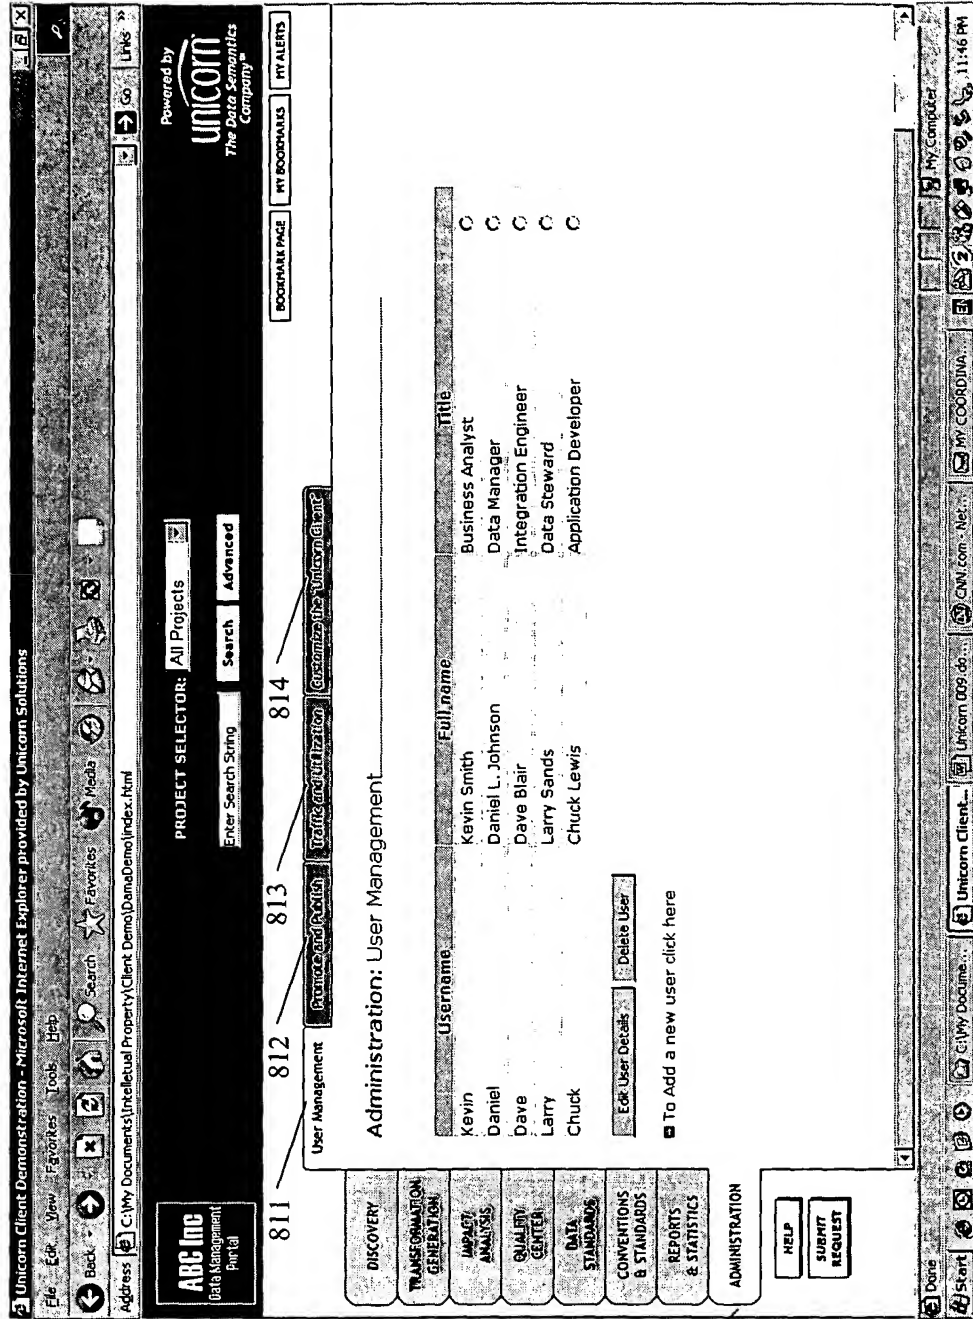 Unicorn Client Demonstration - Microsoft Internet Explorer provided by Unicorn Solutions
File Edit View Favorites Tools Help
Back Search Favorites Media
Address C:\My Documents\Intelletual Property\Client Demo\DamaDemo\index.html Go Links »
ABC Inc
Data Management
Portal
PROJECT SELECTOR: All Projects
Enter Search String Search Advanced
Powered by
unicorn
The Data Semantics
Company™
811 812 813 814
BOOKMARK PAGE MY BOOKMARKS MY ALERTS
User Management Promote and Publish Traffic and Utilization Customize the "Unicorn Client"
DISCOVERY
TRANSFORMATION
GENERATION
IMPACT
ANALYSIS
QUALITY
CENTER
DATA
STANDARDS
CONVENTIONS
& STANDARDS
REPORTS
& STATISTICS
ADMINISTRATION
HELP
SUBMIT
REQUEST
Administration: User Management
Username Full name Title
Kevin Kevin Smith Business Analyst
Daniel Daniel L. Johnson Data Manager
Dave Dave Blair Integration Engineer
Larry Larry Sands Data Steward
Chuck Chuck Lewis Application Developer
Edit User Details Delete User
To Add a new user click here
Done My Computer
Start C:\My Docume... Unicorn Client... Unicorn 009.do... CNN.com - Net... MY COORDINA... 11:46 PM